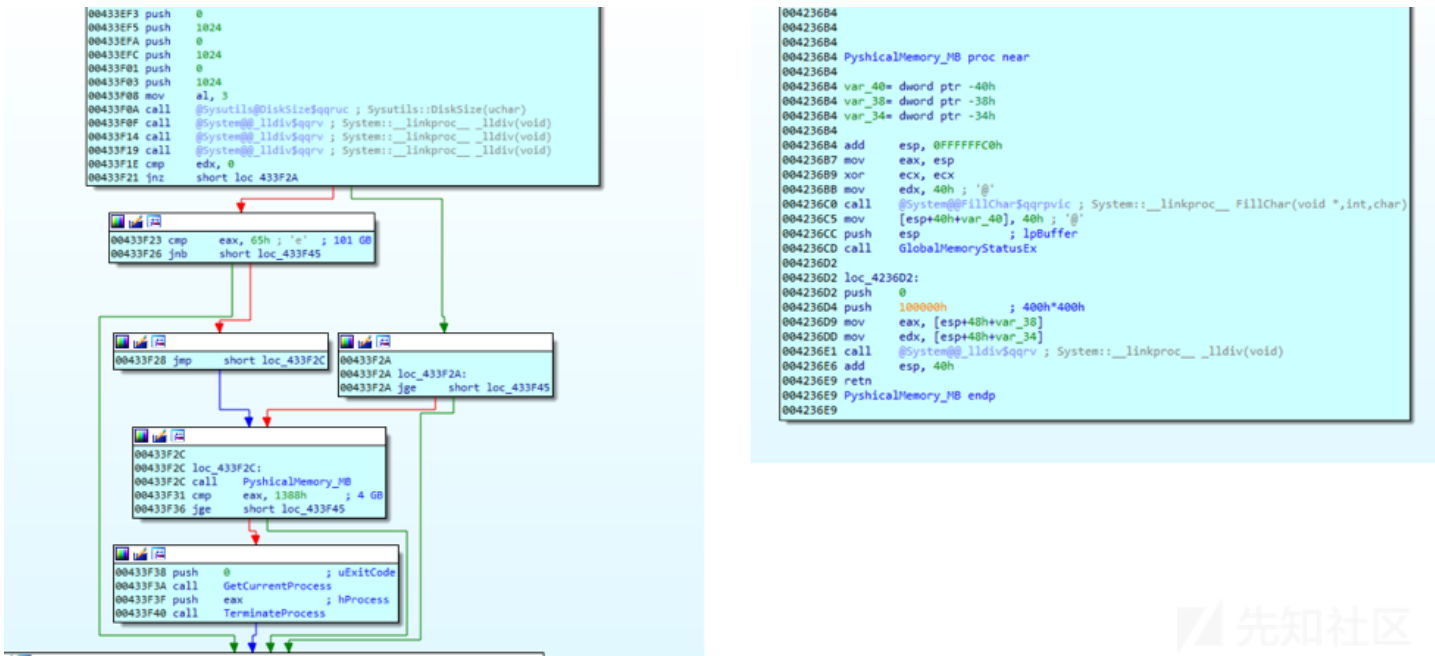 00433EF3 push 0
00433EF5 push 1024
00433EFA push 0
00433EFC push 1024
00433F01 push 0
00433F03 push 1024
00433F08 mov al, 3
00433F0A call @Sysutils@DiskSize$qqruc ; Sysutils::DiskSize(uchar)
00433F0F call @System@@_lldiv$qqrv ; System::__linkproc__ _lldiv(void)
00433F14 call @System@@_lldiv$qqrv ; System::__linkproc__ _lldiv(void)
00433F19 call @System@@_lldiv$qqrv ; System::__linkproc__ _lldiv(void)
00433F1E cmp edx, 0
00433F21 jnz short loc_433F2A
00433F23 cmp eax, 65h ; 'e' ; 101 GB
00433F26 jnb short loc_433F45
00433F28 jmp short loc_433F2C
00433F2A
00433F2A loc_433F2A:
00433F2A jge short loc_433F45
00433F2C
00433F2C loc_433F2C:
00433F2C call PyshicalMemory_MB
00433F31 cmp eax, 1388h ; 4 GB
00433F36 jge short loc_433F45
00433F38 push 0 ; uExitCode
00433F3A call GetCurrentProcess
00433F3F push eax ; hProcess
00433F40 call TerminateProcess
004236B4
004236B4
004236B4
004236B4 PyshicalMemory_MB proc near
004236B4
004236B4 var_40= dword ptr -40h
004236B4 var_38= dword ptr -38h
004236B4 var_34= dword ptr -34h
004236B4
004236B4 add esp, 0FFFFFFC0h
004236B7 mov eax, esp
004236B9 xor ecx, ecx
004236BB mov edx, 40h ; '@'
004236C0 call @System@@FillChar$qqrpvic ; System::__linkproc__ FillChar(void *,int,char)
004236C5 mov [esp+40h+var_40], 40h ; '@'
004236CC push esp ; lpBuffer
004236CD call GlobalMemoryStatusEx
004236D2
004236D2 loc_4236D2:
004236D2 push 0
004236D4 push 100000h ; 400h*400h
004236D9 mov eax, [esp+48h+var_38]
004236DD mov edx, [esp+48h+var_34]
004236E1 call @System@@_lldiv$qqrv ; System::__linkproc__ _lldiv(void)
004236E6 add esp, 40h
004236E9 retn
004236E9 PyshicalMemory_MB endp
004236E9
先知社区